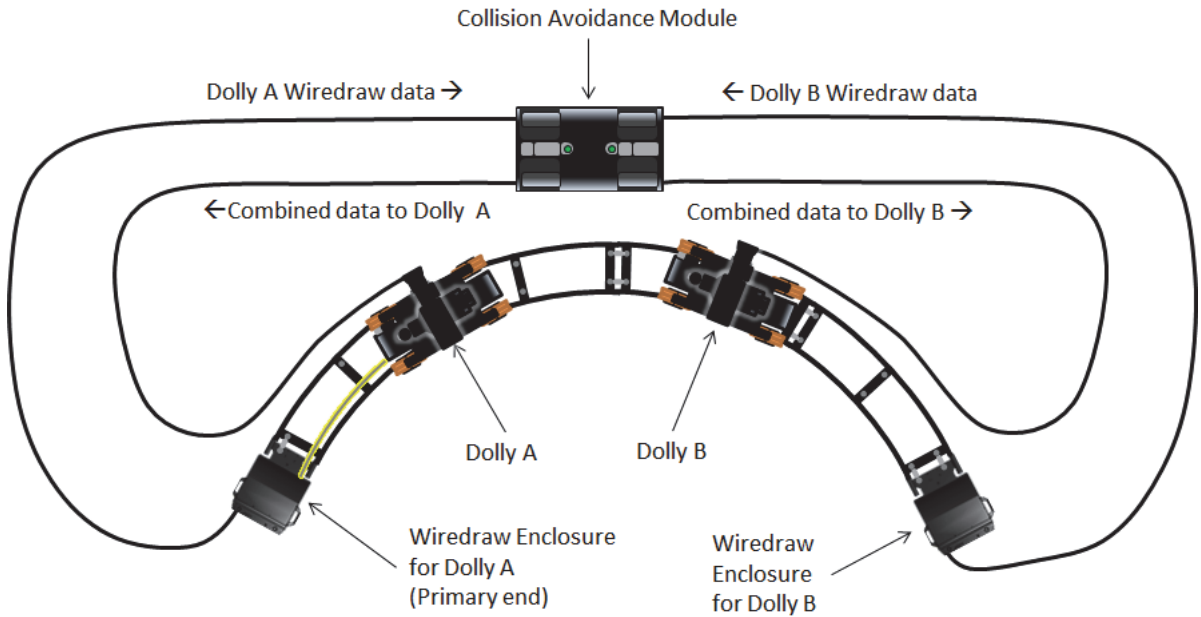 Collision Avoidance Module
Dolly A Wiredraw data →
← Dolly B Wiredraw data
←Combined data to Dolly  A
Combined data to Dolly B →
Dolly A
Dolly B
Wiredraw Enclosure
for Dolly A
(Primary end)
Wiredraw
Enclosure
for Dolly B